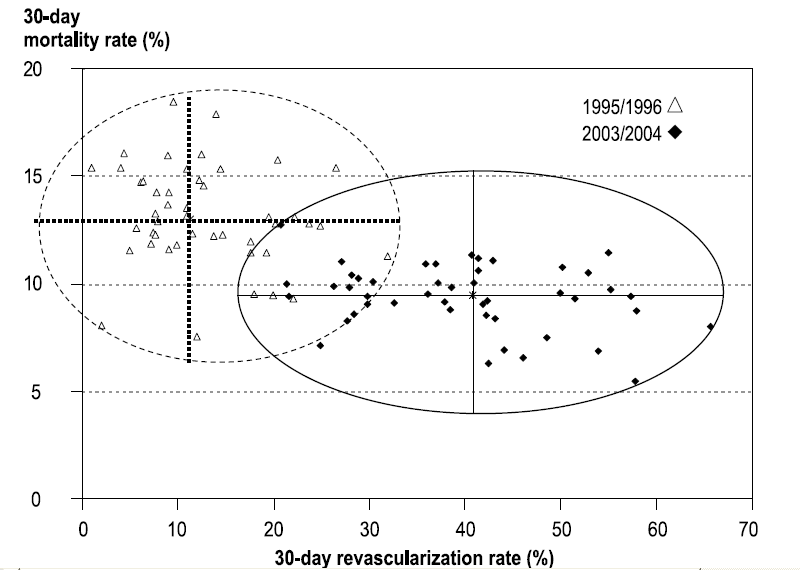 30-day
mortality rate (%)
20
1995/1996
2003/2004
15
10
5
0
0 10 20 30 40 50 60 70
30-day revascularization rate (%)